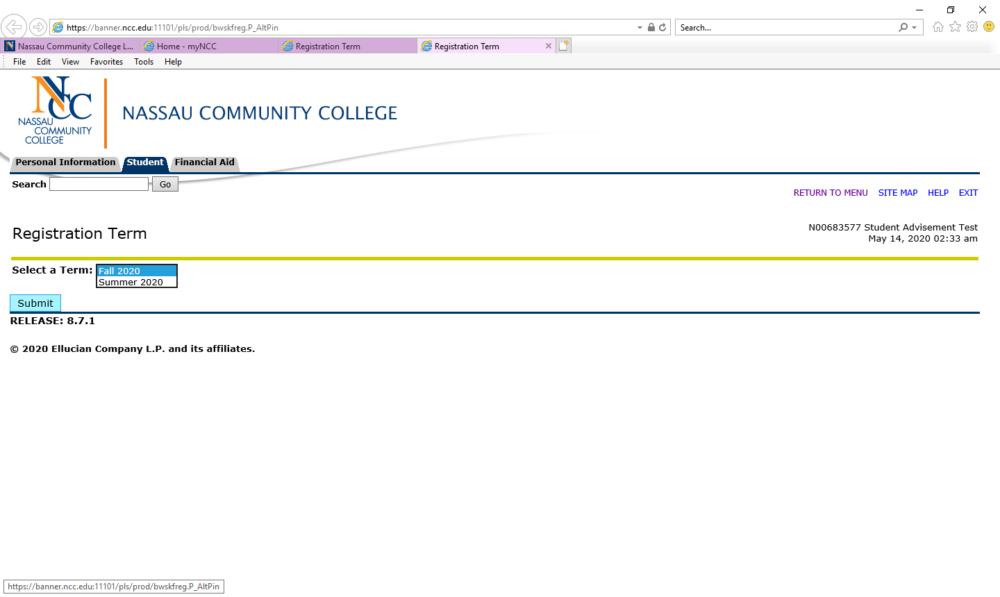 https://banner.ncc.edu:11101/pls/prod/bwskfreg.P_AltPin
Search...
Nassau Community College L...
Home - myNCC
Registration Term
Registration Term
File Edit View Favorites Tools Help
NCC
NASSAU
COMMUNITY
COLLEGE
NASSAU COMMUNITY COLLEGE
Personal Information Student Financial Aid
Search Go
RETURN TO MENU SITE MAP HELP EXIT
Registration Term
N00683577 Student Advisement Test
May 14, 2020 02:33 am
Select a Term: Fall 2020
Summer 2020
Submit
RELEASE: 8.7.1
© 2020 Ellucian Company L.P. and its affiliates.
https://banner.ncc.edu:11101/pls/prod/bwskfreg.P_AltPin